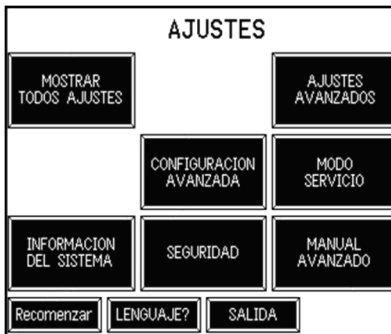 AJUSTES
MOSTRAR
TODOS AJUSTES
AJUSTES
AVANZADOS
CONFIGURACION
AVANZADA
MODO
SERVICIO
INFORMACION
DEL SISTEMA
SEGURIDAD
MANUAL
AVANZADO
Recomenzar
LENGUAJE?
SALIDA